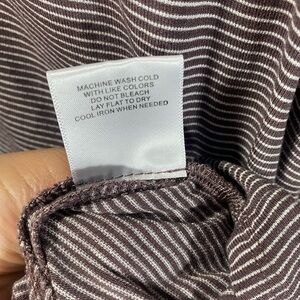 MACHINE WASH COLD
WITH LIKE COLORS
DO NOT BLEACH
LAY FLAT TO DRY
COOL IRON WHEN NEEDED